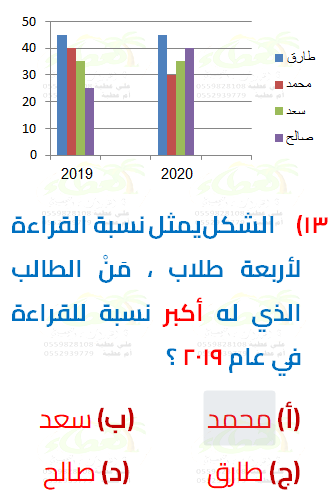 50
40
30
20
10
0
2019
2020
طارق
محمد
سعد
صالح
١٣) الشكل يمثل نسبة القراءة
لأربعة طلاب ، مَنْ الطالب
الذي له أكبر نسبة للقراءة
في عام ٢٠١٩ ؟
(أ) محمد (ب) سعد
(ج) طارق (د) صالح